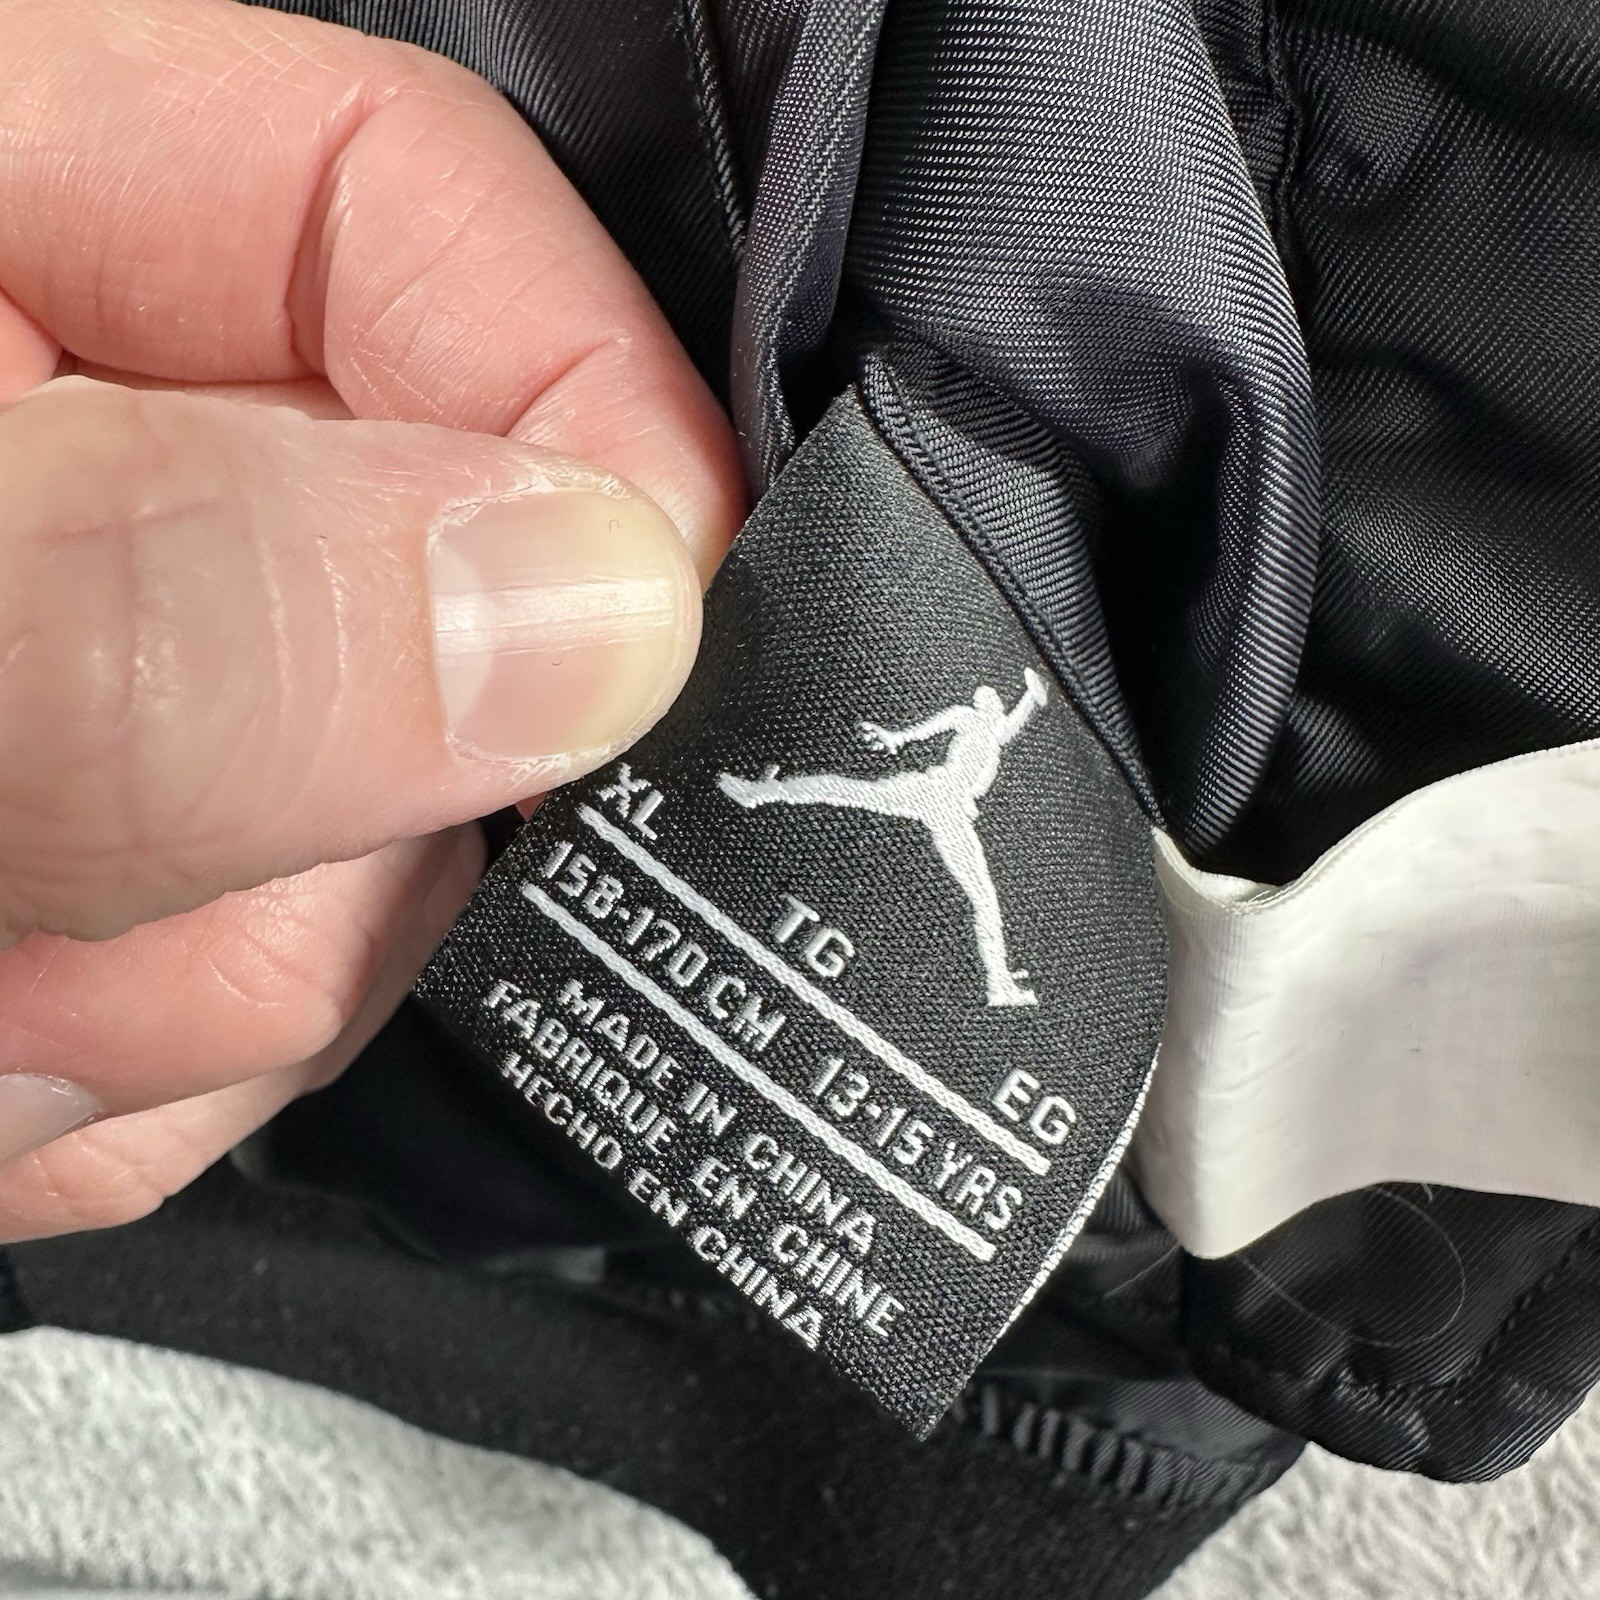 XL TG EG
158-170 CM 13-15 YRS
MADE IN CHINA
FABRIQUE EN CHINE
HECHO EN CHINA